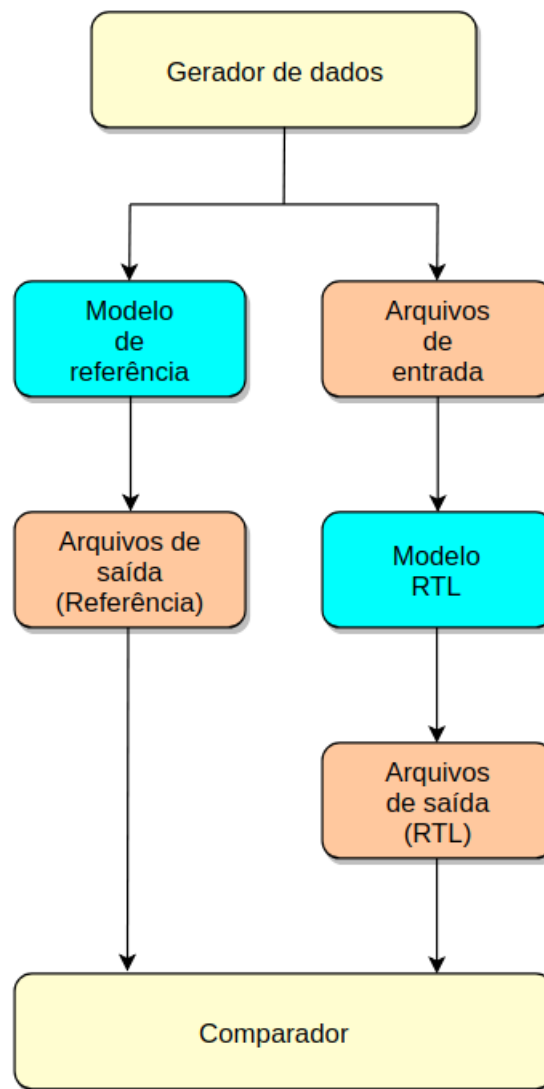 Gerador de dados
Modelo
de
referência
Arquivos
de
entrada
Arquivos de
saída
(Referência)
Modelo
RTL
Arquivos
de saída
(RTL)
Comparador